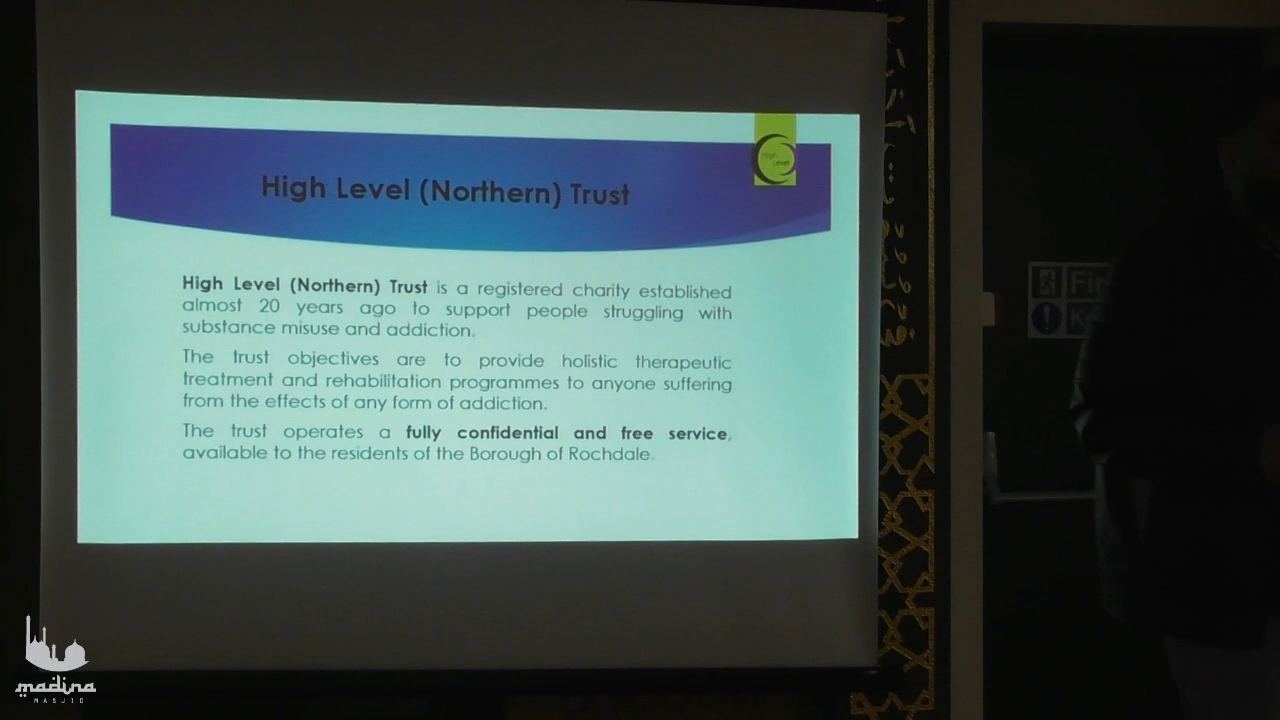 High Level (Northern) Trust
High
Level
High Level (Northern) Trust is a registered charity established
almost 20 years ago to support people struggling with
substance misuse and addiction.
The trust objectives are to provide holistic therapeutic
treatment and rehabilitation programmes to anyone suffering
from the effects of any form of addiction.
The trust operates a fully confidential and free service,
available to the residents of the Borough of Rochdale.
madina
MASJID